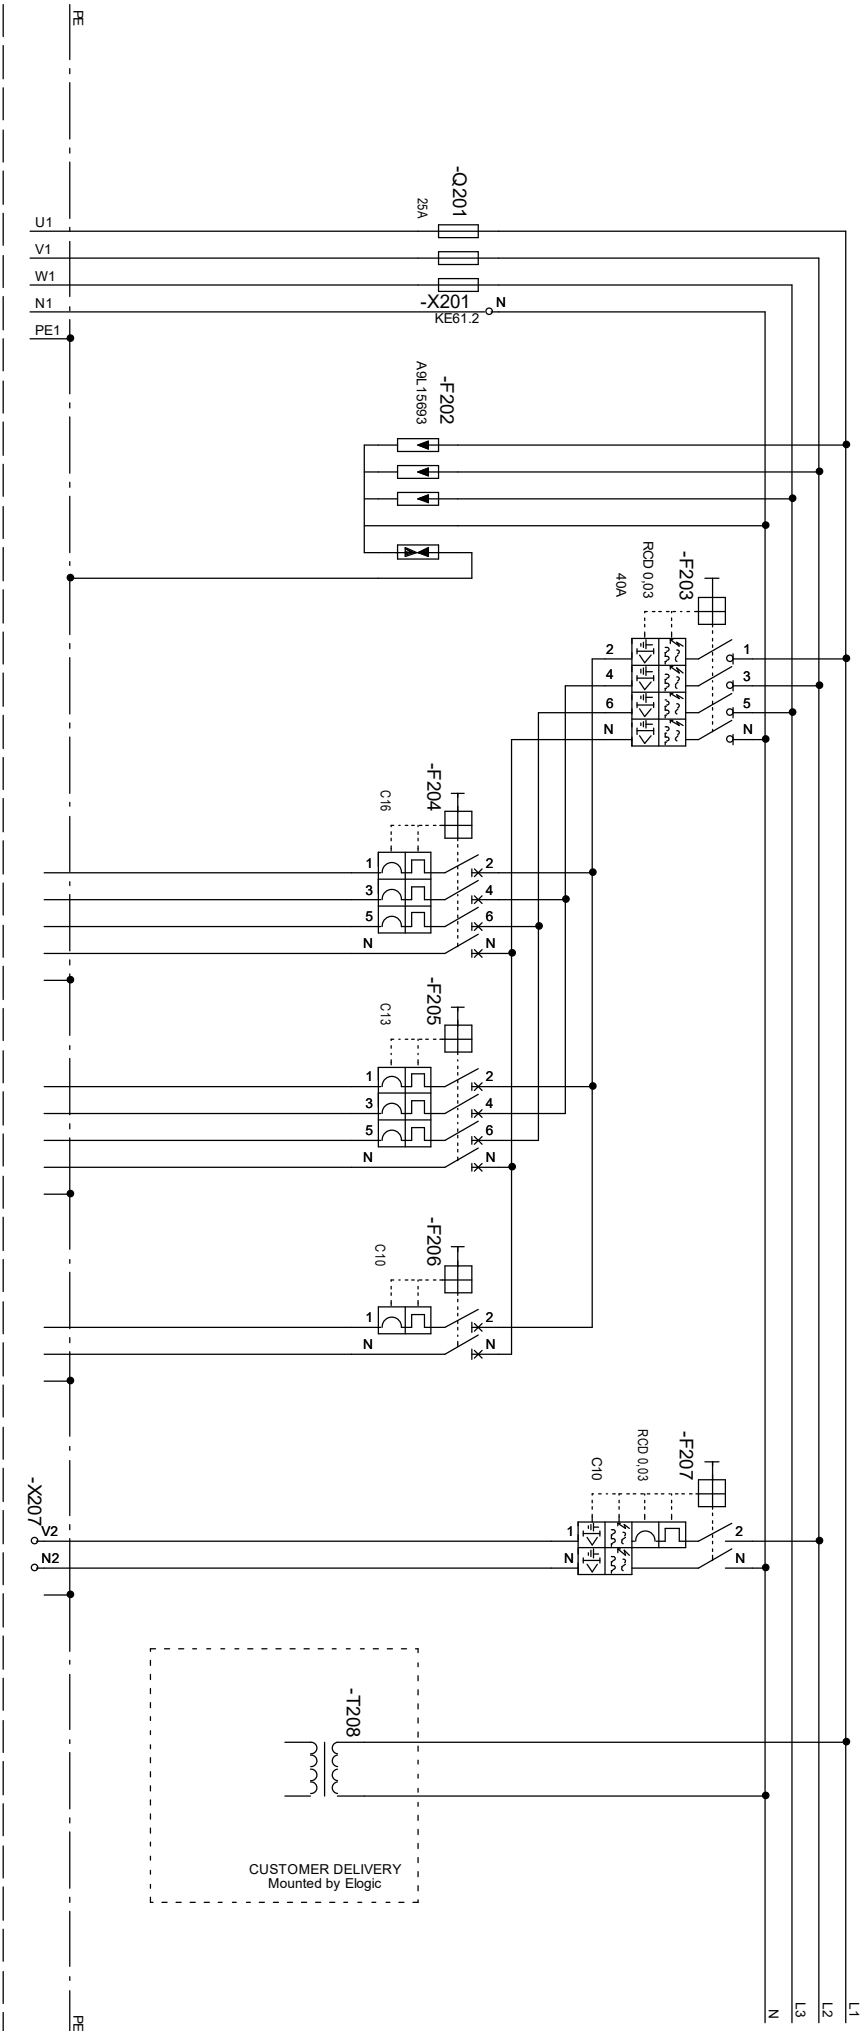 PE
-Q201
25A
U1
V1
W1
N1
-X201
N
KE61.2
PE1
-F202
A9L15693
-F203
RCD 0,03
40A
2
1
4
3
6
5
N
N
-F204
C16
1
2
3
4
5
6
N
N
-F205
C13
1
2
3
4
5
6
N
N
-F206
C10
1
2
N
N
-F207
RCD 0,03
C10
1
2
N
N
-X207
V2
N2
-T208
CUSTOMER DELIVERY
Mounted by Elogic
L1
L2
L3
N
PE